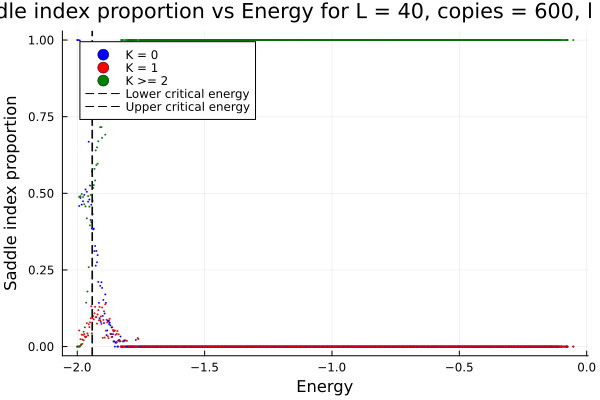 dle index proportion vs Energy for L = 40, copies = 600, l
1.00
K = 0
K = 1
K >= 2
Lower critical energy
Upper critical energy
0.75
Saddle index proportion
0.50
0.25
0.00
−2.0 −1.5 −1.0 −0.5 0.0
Energy